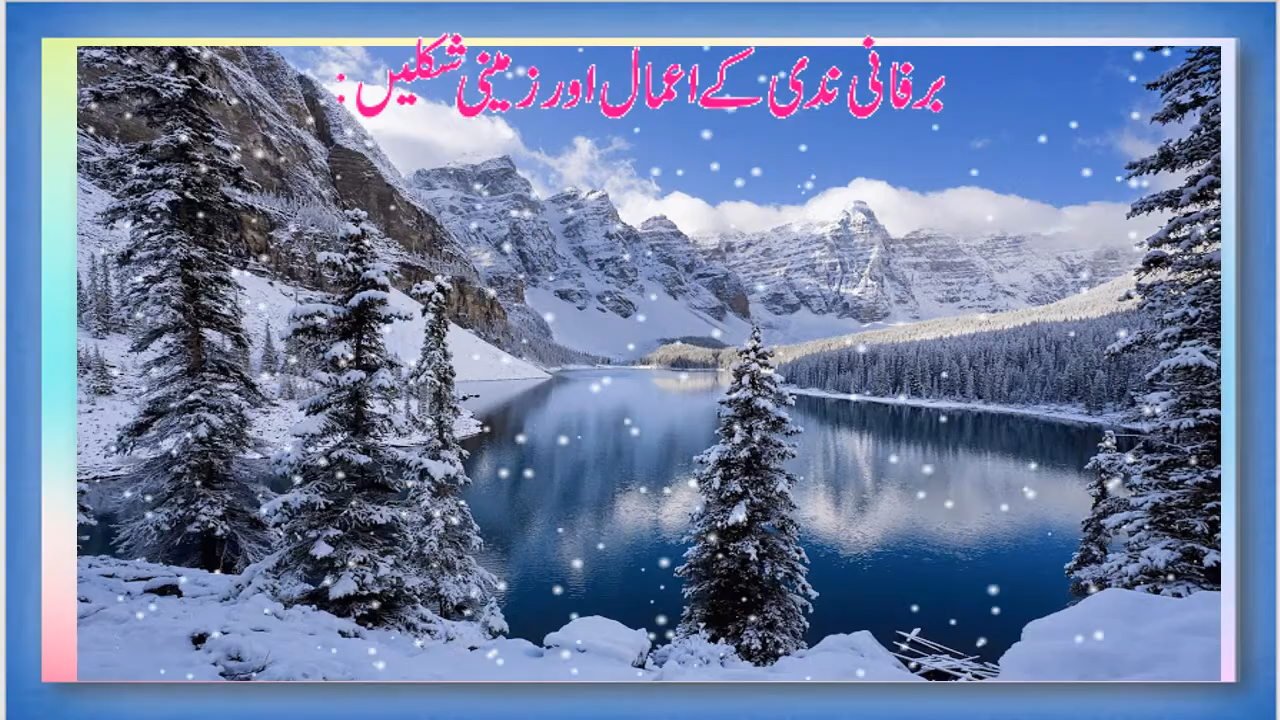 برفانی ندی کے اعمال اور زمینی شکلیں :